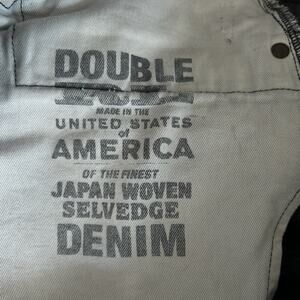 DOUBLE
MADE IN THE
UNITED STATES
of
AMERICA
OF THE FINEST
JAPAN WOVEN
SELVEDGE
DENIM